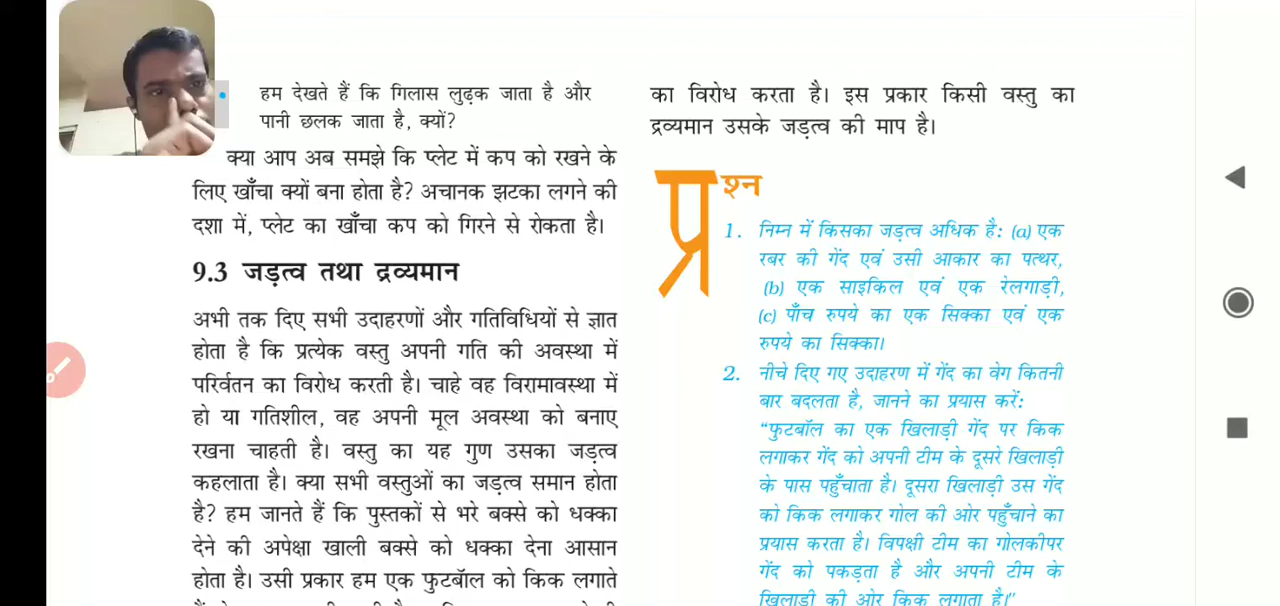 हम देखते हैं कि गिलास लुढ़क जाता है और
पानी छलक जाता है, क्यों?
क्या आप अब समझे कि प्लेट में कप को रखने के
लिए खाँचा क्यों बना होता है? अचानक झटका लगने की
दशा में, प्लेट का खाँचा कप को गिरने से रोकता है।
9.3 जड़त्व तथा द्रव्यमान
अभी तक दिए सभी उदाहरणों और गतिविधियों से ज्ञात
होता है कि प्रत्येक वस्तु अपनी गति की अवस्था में
परिर्वतन का विरोध करती है। चाहे वह विरामावस्था में
हो या गतिशील, वह अपनी मूल अवस्था को बनाए
रखना चाहती है। वस्तु का यह गुण उसका जड़त्व
कहलाता है। क्या सभी वस्तुओं का जड़त्व समान होता
है? हम जानते हैं कि पुस्तकों से भरे बक्से को धक्का
देने की अपेक्षा खाली बक्से को धक्का देना आसान
होता है। उसी प्रकार हम एक फुटबॉल को किक लगाते
का विरोध करता है। इस प्रकार किसी वस्तु का
द्रव्यमान उसके जड़त्व की माप है।
प्रश्न
1. निम्न में किसका जड़त्व अधिक है: (a) एक
रबर की गेंद एवं उसी आकार का पत्थर,
(b) एक साइकिल एवं एक रेलगाड़ी,
(c) पाँच रुपये का एक सिक्का एवं एक
रुपये का सिक्का।
2. नीचे दिए गए उदाहरण में गेंद का वेग कितनी
बार बदलता है, जानने का प्रयास करें:
“फुटबॉल का एक खिलाड़ी गेंद पर किक
लगाकर गेंद को अपनी टीम के दूसरे खिलाड़ी
के पास पहुँचाता है। दूसरा खिलाड़ी उस गेंद
को किक लगाकर गोल की ओर पहुँचाने का
प्रयास करता है। विपक्षी टीम का गोलकीपर
गेंद को पकड़ता है और अपनी टीम के
खिलाड़ी की ओर किक लगाता है।”